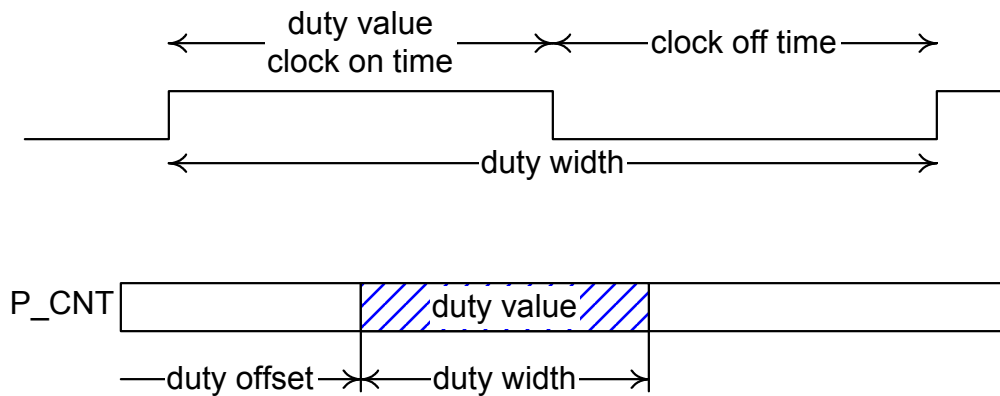 duty value
clock on time
clock off time
duty width
P_CNT
duty value
duty offset
duty width